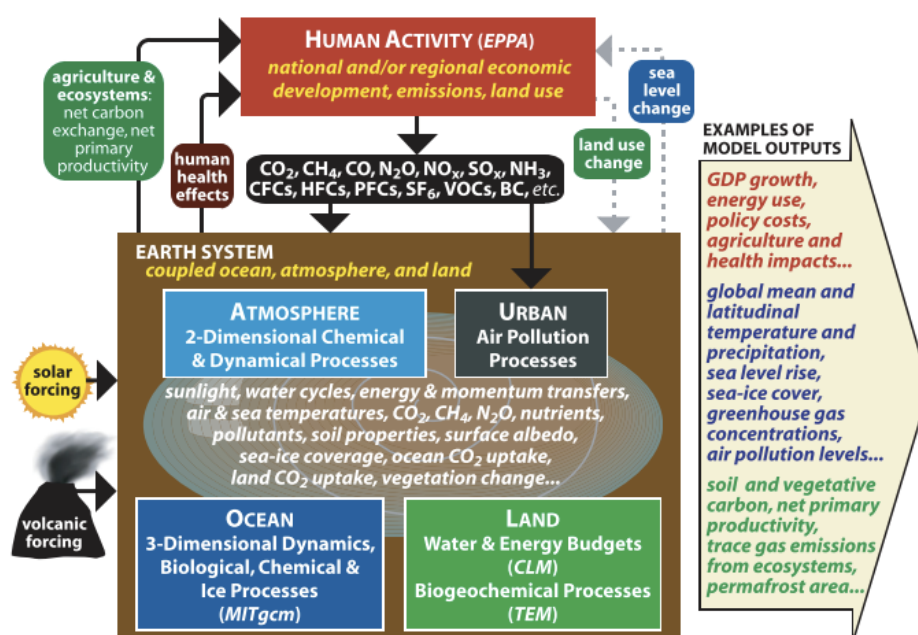 HUMAN ACTIVITY (EPPA)
national and/or regional economic
development, emissions, land use
agriculture &
ecosystems:
net carbon
exchange, net
primary
productivity
human
health
effects
sea
level
change
land use
change
CO₂, CH₄, CO, N₂O, NOₓ, SOₓ, NH₃,
CFCs, HFCs, PFCs, SF₆, VOCs, BC, etc.
EARTH SYSTEM
coupled ocean, atmosphere, and land
ATMOSPHERE
2-Dimensional Chemical
& Dynamical Processes
URBAN
Air Pollution
Processes
solar
forcing
volcanic
forcing
sunlight, water cycles, energy & momentum transfers,
air & sea temperatures, CO₂, CH₄, N₂O, nutrients,
pollutants, soil properties, surface albedo,
sea-ice coverage, ocean CO₂ uptake,
land CO₂ uptake, vegetation change...
OCEAN
3-Dimensional Dynamics,
Biological, Chemical &
Ice Processes
(MITgcm)
LAND
Water & Energy Budgets
(CLM)
Biogeochemical Processes
(TEM)
EXAMPLES OF
MODEL OUTPUTS
GDP growth,
energy use,
policy costs,
agriculture and
health impacts...
global mean and
latitudinal
temperature and
precipitation,
sea level rise,
sea-ice cover,
greenhouse gas
concentrations,
air pollution levels...
soil and vegetative
carbon, net primary
productivity,
trace gas emissions
from ecosystems,
permafrost area...